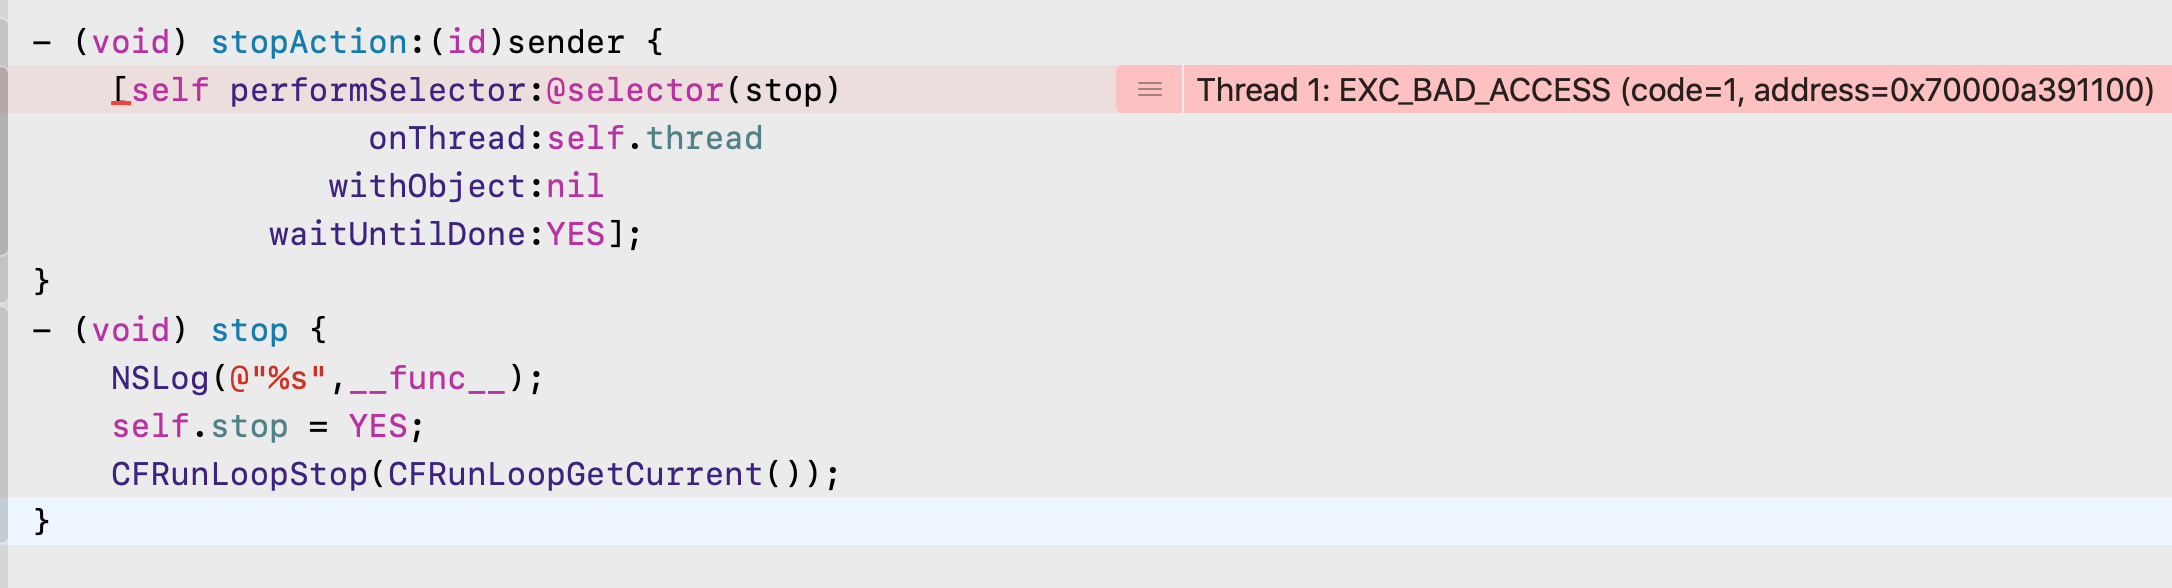 – (void) stopAction:(id)sender {
[self performSelector:@selector(stop)
Thread 1: EXC_BAD_ACCESS (code=1, address=0x70000a391100)
onThread:self.thread
withObject:nil
waitUntilDone:YES];
}
– (void) stop {
NSLog(@"%s",__func__);
self.stop = YES;
CFRunLoopStop(CFRunLoopGetCurrent());
}